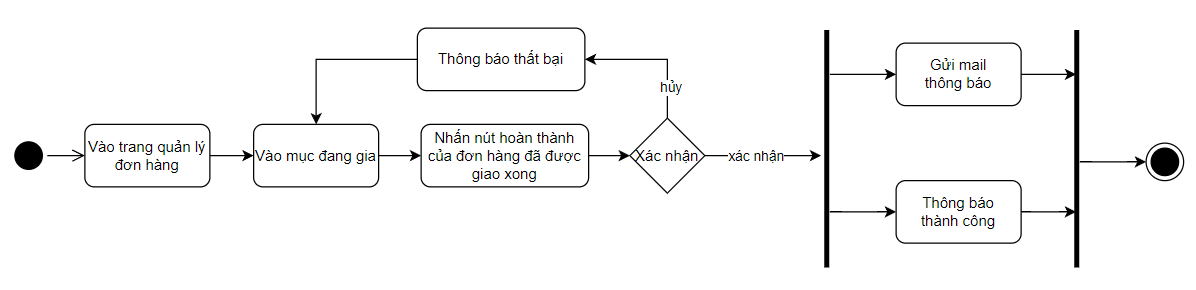 Thông báo thất bại
hủy
Vào trang quản lý
đơn hàng
Vào mục đang gia
Nhấn nút hoàn thành
của đơn hàng đã được
giao xong
Xác nhận
xác nhận
Gửi mail
thông báo
Thông báo
thành công